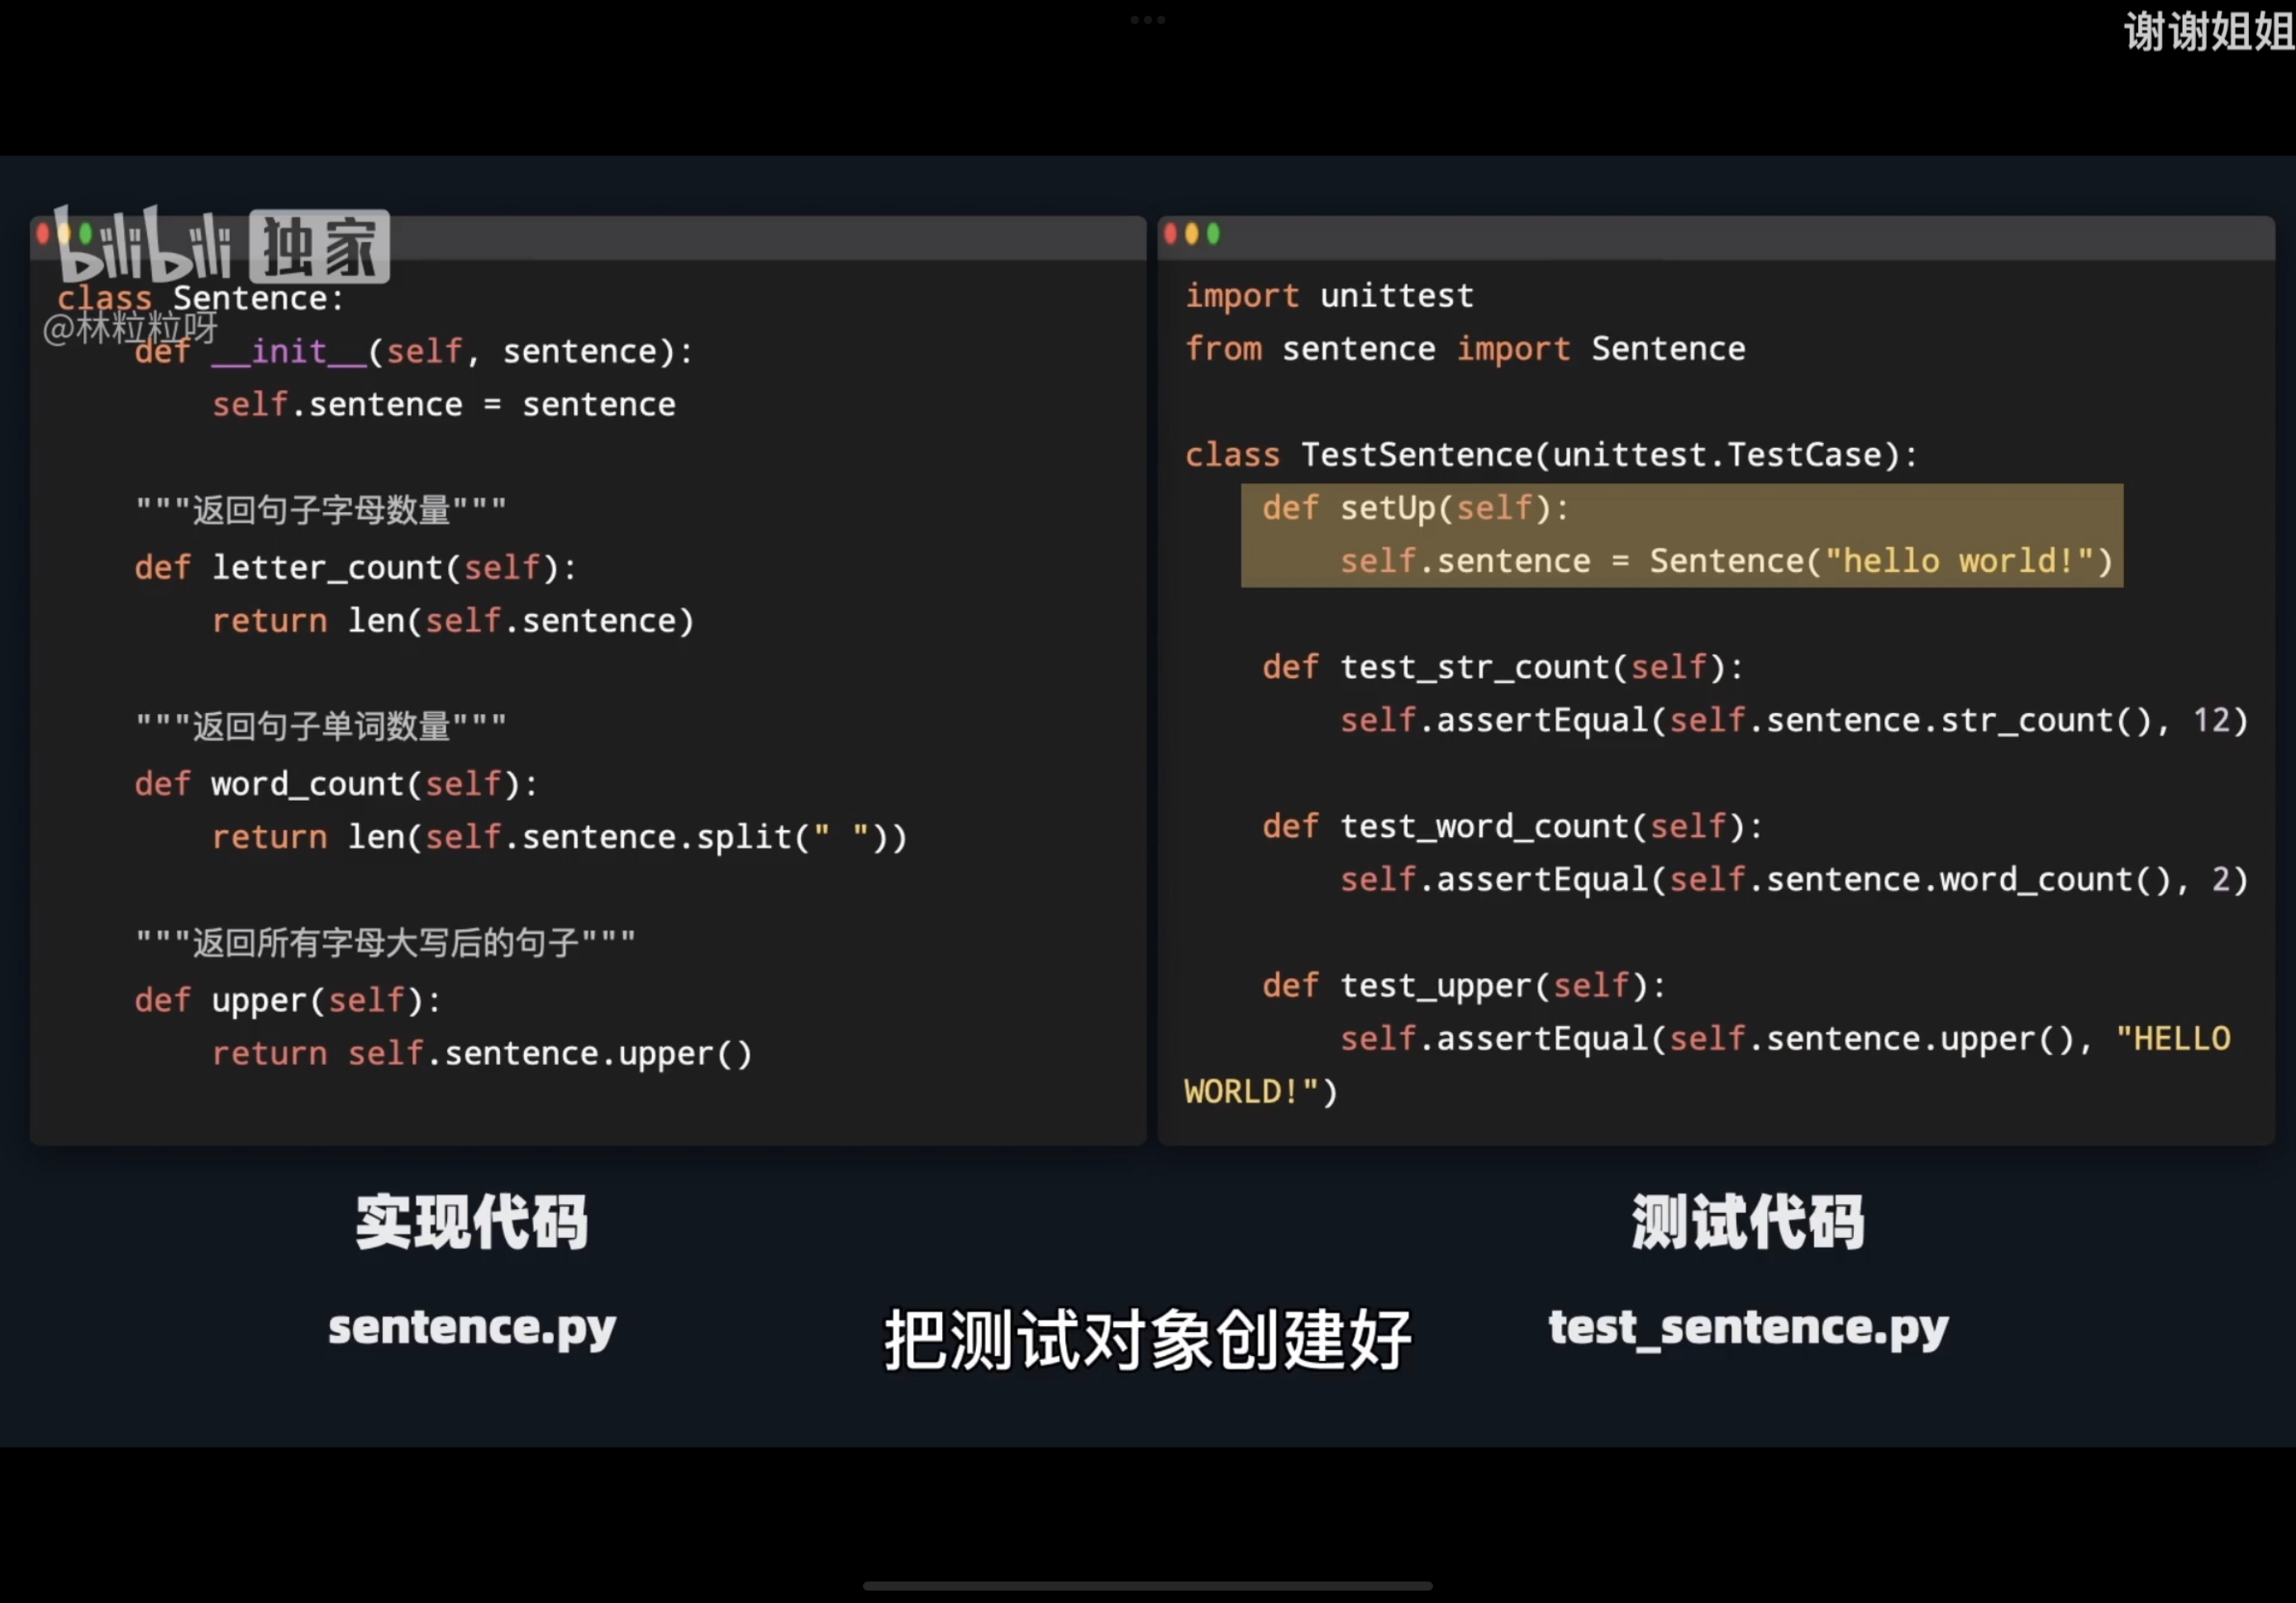 谢谢姐姐
bilibili 独家
@林粒粒呀
class Sentence:
    def __init__(self, sentence):
        self.sentence = sentence

    """返回句子字母数量"""
    def letter_count(self):
        return len(self.sentence)

    """返回句子单词数量"""
    def word_count(self):
        return len(self.sentence.split(" "))

    """返回所有字母大写后的句子"""
    def upper(self):
        return self.sentence.upper()

import unittest
from sentence import Sentence

class TestSentence(unittest.TestCase):
    def setUp(self):
        self.sentence = Sentence("hello world!")

    def test_str_count(self):
        self.assertEqual(self.sentence.str_count(), 12)

    def test_word_count(self):
        self.assertEqual(self.sentence.word_count(), 2)

    def test_upper(self):
        self.assertEqual(self.sentence.upper(), "HELLO
WORLD!")

实现代码
sentence.py
测试代码
test_sentence.py
把测试对象创建好